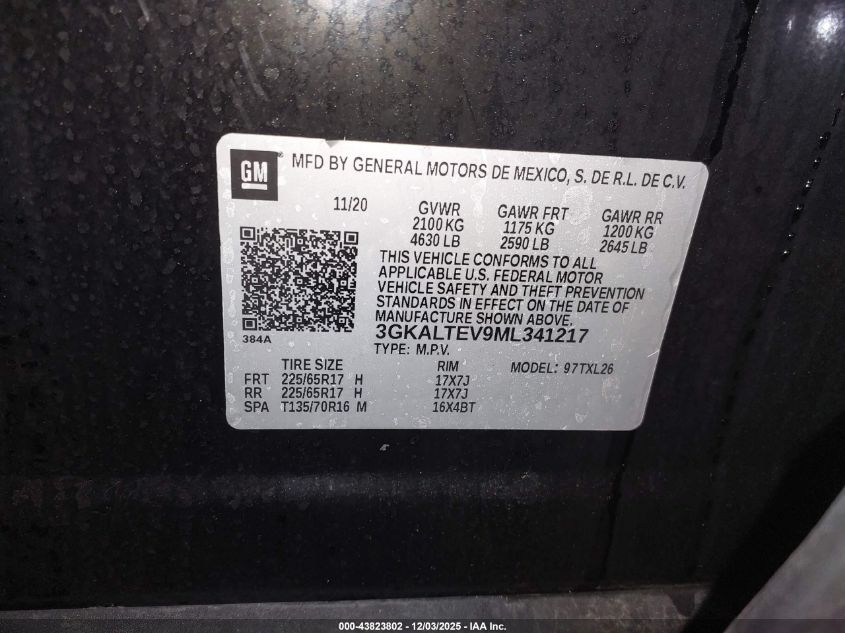 GM
MFD BY GENERAL MOTORS DE MEXICO, S. DE R.L. DE C.V.
11/20 GVWR GAWR FRT GAWR RR
2100 KG 1175 KG 1200 KG
4630 LB 2590 LB 2645 LB
THIS VEHICLE CONFORMS TO ALL
APPLICABLE U.S. FEDERAL MOTOR
VEHICLE SAFETY AND THEFT PREVENTION
STANDARDS IN EFFECT ON THE DATE OF
MANUFACTURE SHOWN ABOVE.
3GKALTEV9ML341217
384A
TYPE: M.P.V.
TIRE SIZE RIM MODEL: 97TXL26
FRT 225/65R17 H 17X7J
RR 225/65R17 H 17X7J
SPA T135/70R16 M 16X4BT
000-43823802 - 12/03/2025 - IAA Inc.